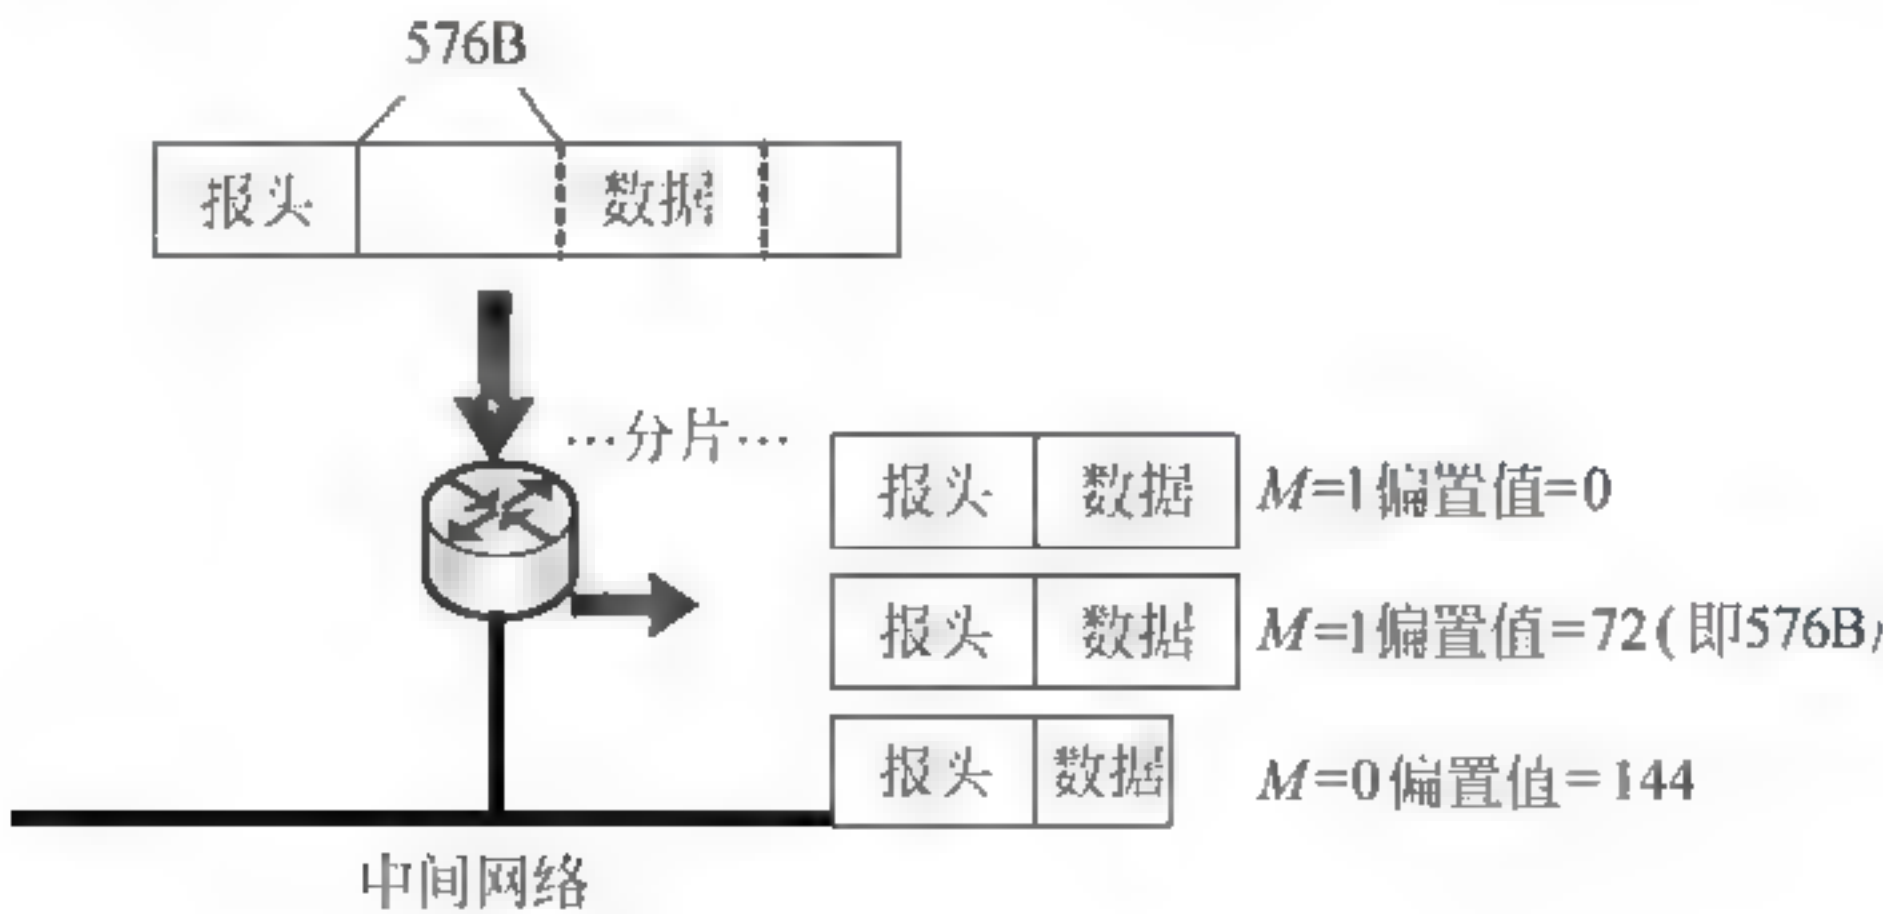 576B
报头 数据
…分片…
报头 数据 M=1偏置值=0
报头 数据 M=1偏置值=72(即576B)
报头 数据 M=0偏置值=144
中间网络